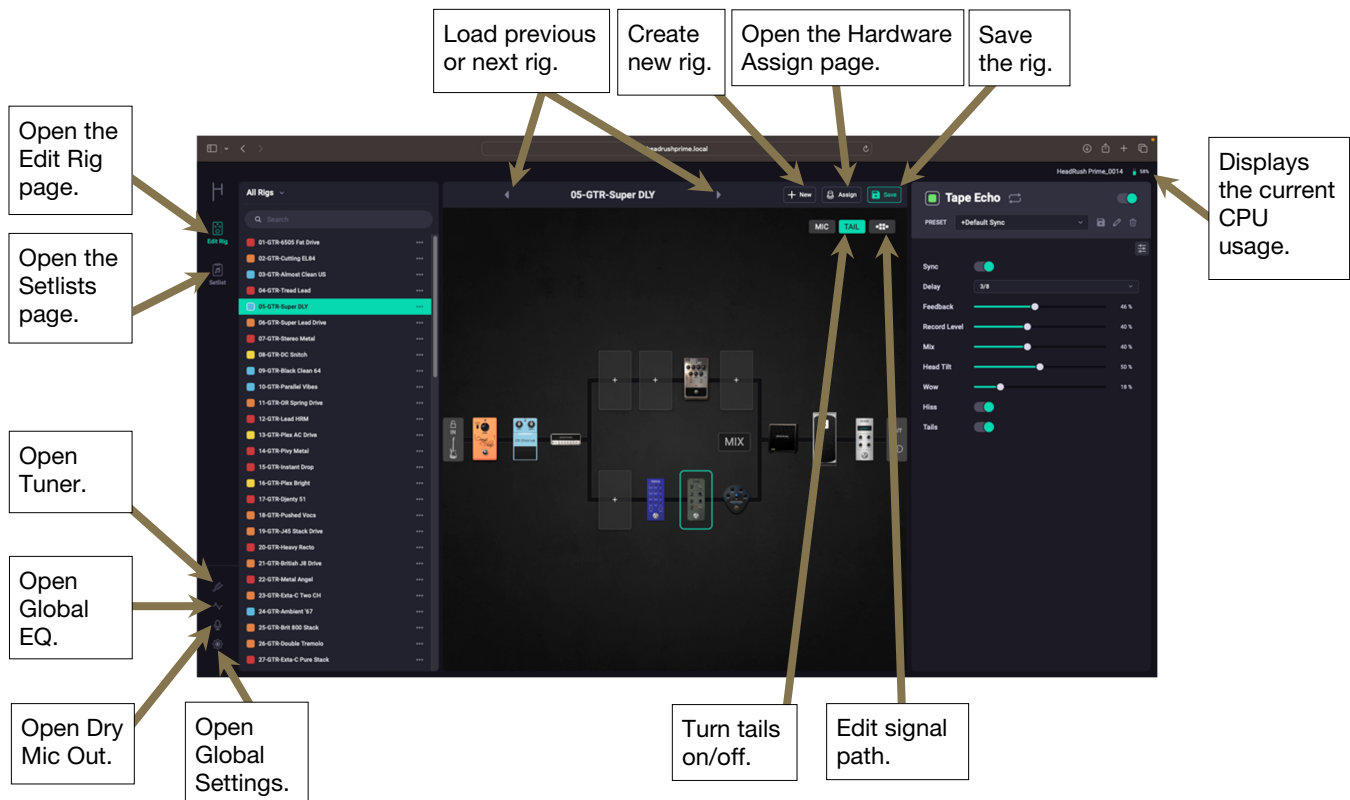 Load previous
or next rig.
Create
new rig.
Open the Hardware
Assign page.
Save
the rig.
Open the
Edit Rig
page.
Open the
Setlists
page.
Open
Tuner.
Open
Global
EQ.
Open Dry
Mic Out.
Open
Global
Settings.
Turn tails
on/off.
Edit signal
path.
Displays
the current
CPU
usage.
headrushprime.local
HeadRush Prime_0014 58%
Edit Rig
Setlist
All Rigs
Search
01-GTR-6505 Fat Drive
02-GTR-Cutting EL84
03-GTR-Almost Clean US
04-GTR-Tread Lead
05-GTR-Super DLY
06-GTR-Super Lead Drive
07-GTR-Stereo Metal
08-GTR-DC Snitch
09-GTR-Black Clean 64
10-GTR-Parallel Vibes
11-GTR-OR Spring Drive
12-GTR-Lead HRM
13-GTR-Plex AC Drive
14-GTR-Pivy Metal
15-GTR-Instant Drop
16-GTR-Plex Bright
17-GTR-Djenty 51
18-GTR-Pushed Vocs
19-GTR-J45 Stack Drive
20-GTR-Heavy Recto
21-GTR-British J8 Drive
22-GTR-Metal Angel
23-GTR-Exta-C Two CH
24-GTR-Ambient '67
25-GTR-Brit 800 Stack
26-GTR-Double Tremolo
27-GTR-Exta-C Pure Stack
05-GTR-Super DLY
+ New
Assign
Save
MIC
TAIL
IN
MIX
Tape Echo
PRESET +Default Sync
Sync
Delay 3/8
Feedback 46 %
Record Level 40 %
Mix 40 %
Head Tilt 50 %
Wow 18 %
Hiss
Tails